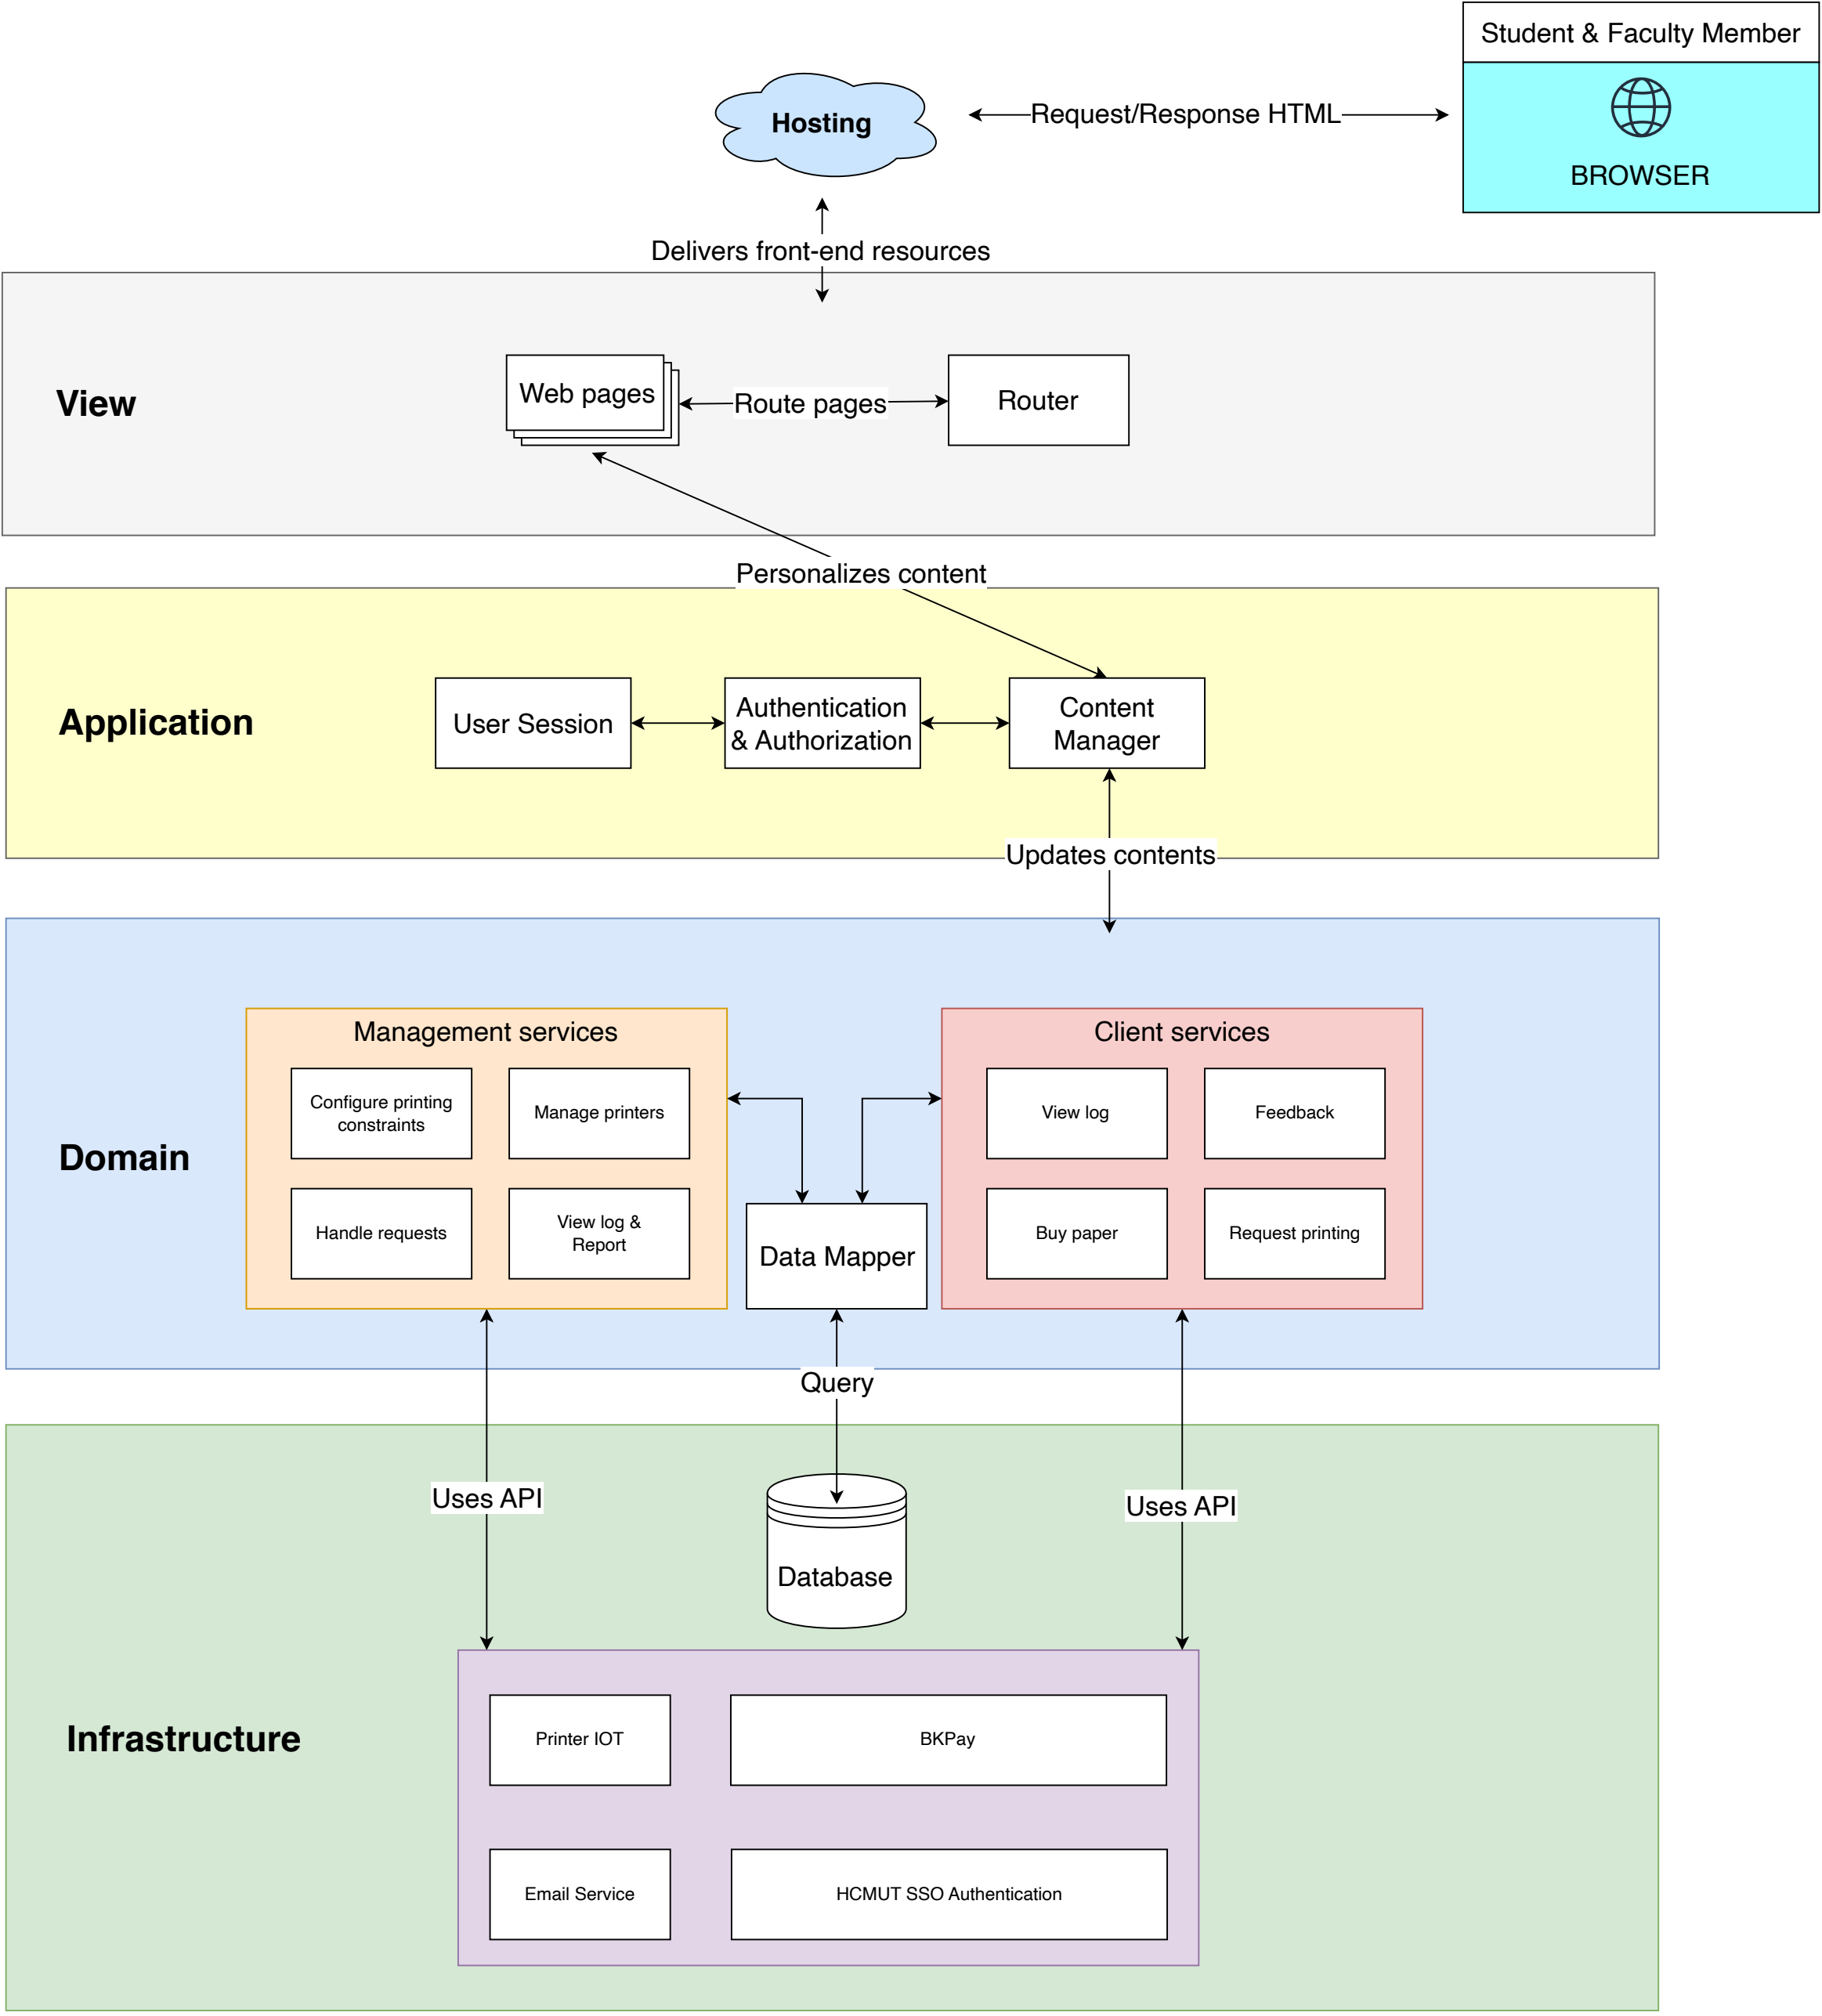 Student & Faculty Member
BROWSER
Hosting
Request/Response HTML
Delivers front-end resources
View
Web pages
Route pages
Router
Personalizes content
Application
User Session
Authentication
& Authorization
Content
Manager
Updates contents
Domain
Management services
Configure printing
constraints
Manage printers
Handle requests
View log &
Report
Data Mapper
Client services
View log
Feedback
Buy paper
Request printing
Query
Uses API
Uses API
Database
Infrastructure
Printer IOT
BKPay
Email Service
HCMUT SSO Authentication